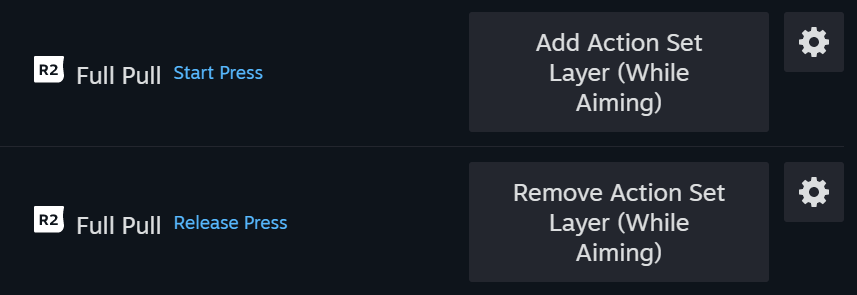 R2 Full Pull Start Press
Add Action Set
Layer (While
Aiming)
R2 Full Pull Release Press
Remove Action Set
Layer (While
Aiming)